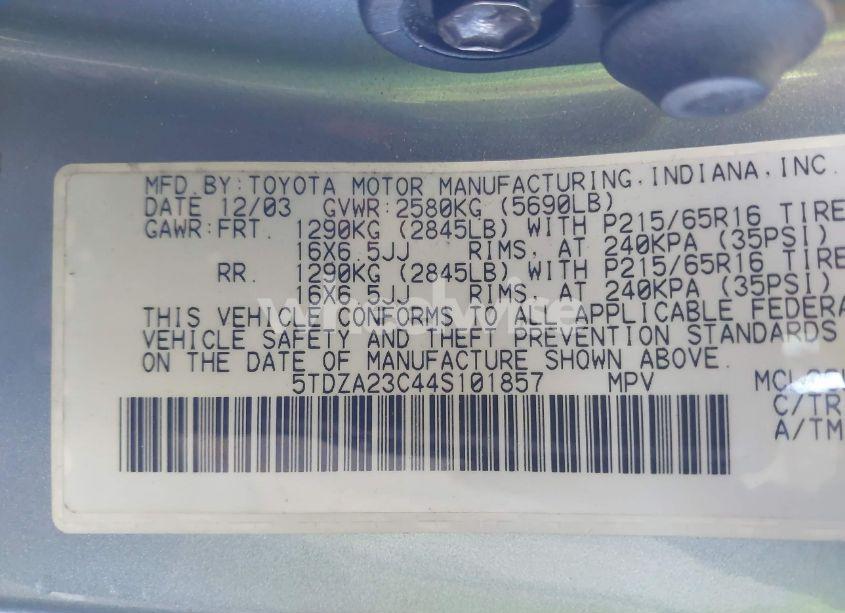 MFD.BY:TOYOTA MOTOR MANUFACTURING,INDIANA,INC.
DATE 12/03 GVWR:2580KG (5690LB)
GAWR:FRT. 1290KG (2845LB) WITH P215/65R16 TIRE
16X6.5JJ RIMS, AT 240KPA (35PSI)
RR. 1290KG (2845LB) WITH P215/65R16 TIRE
16X6.5JJ RIMS, AT 240KPA (35PSI)
THIS VEHICLE CONFORMS TO ALL APPLICABLE FEDERA
VEHICLE SAFETY AND THEFT PREVENTION STANDARDS
ON THE DATE OF MANUFACTURE SHOWN ABOVE.
5TDZA23C44S101857 MPV
C/TR
A/TM
wheelwise